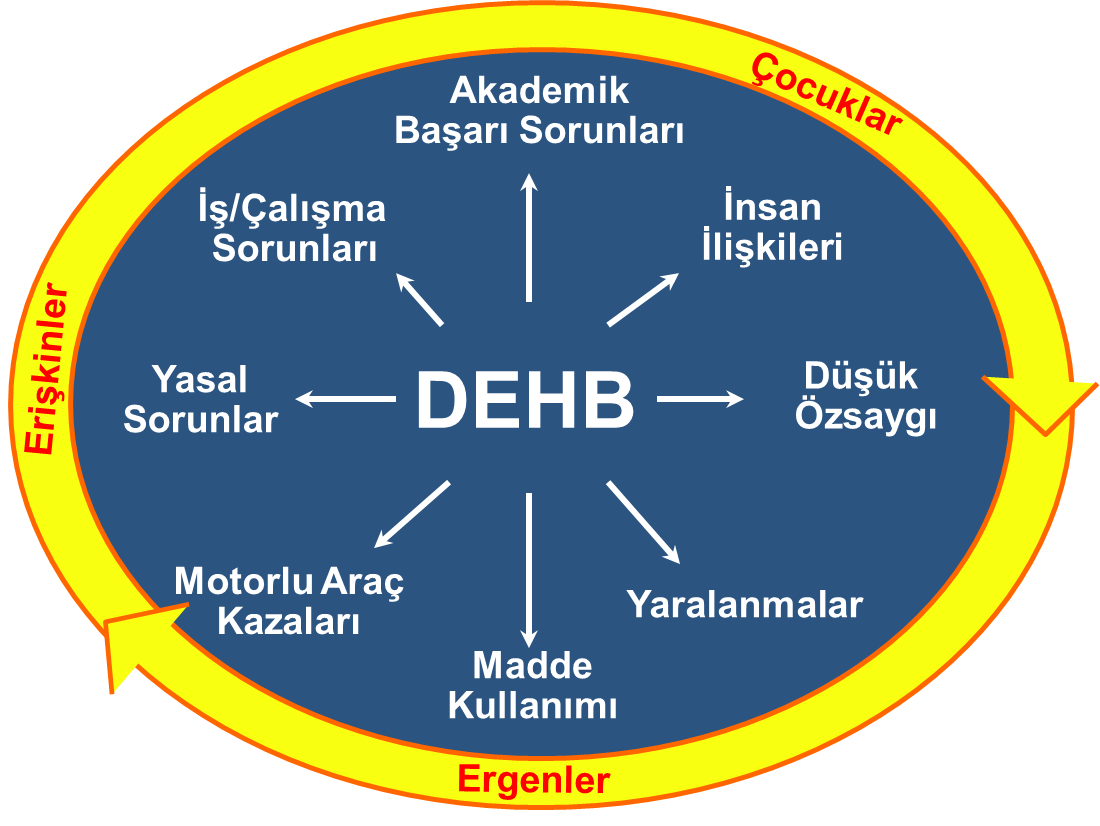 Çocuklar
Akademik
Başarı Sorunları
İş/Çalışma
Sorunları
İnsan
İlişkileri
Erişkinler
Yasal
Sorunlar
DEHB
Düşük
Özsaygı
Motorlu Araç
Kazaları
Yaralanmalar
Madde
Kullanımı
Ergenler